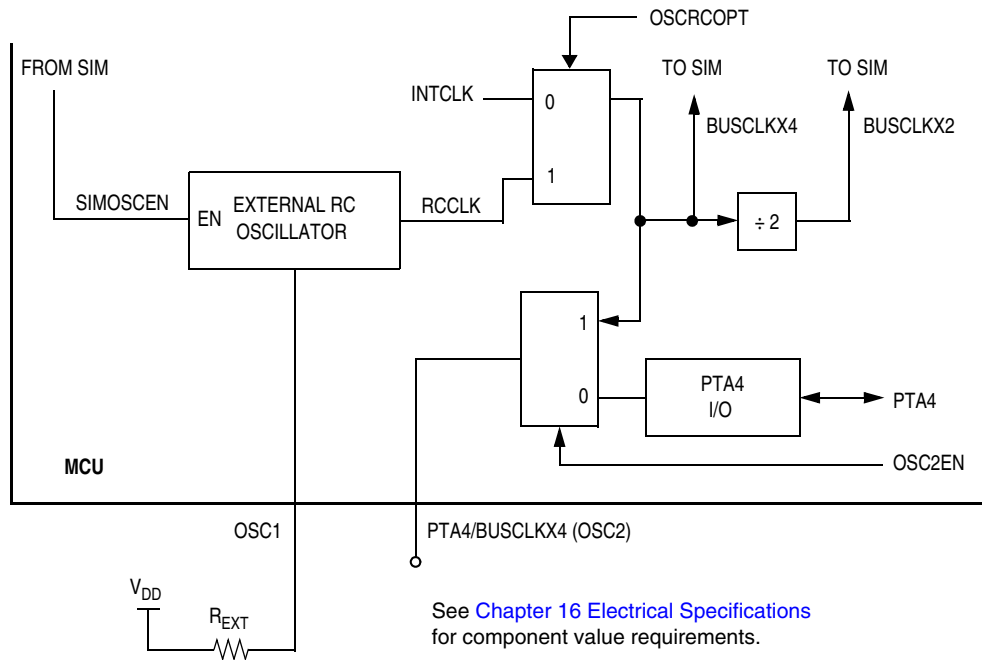 OSCRCOPT
FROM SIM
TO SIM
TO SIM
INTCLK
0
BUSCLKX4
BUSCLKX2
1
SIMOSCEN
EN
EXTERNAL RC
OSCILLATOR
RCCLK
÷ 2
1
0
PTA4
I/O
PTA4
MCU
OSC2EN
OSC1
PTA4/BUSCLKX4 (OSC2)
VDD
REXT
See Chapter 16 Electrical Specifications
for component value requirements.